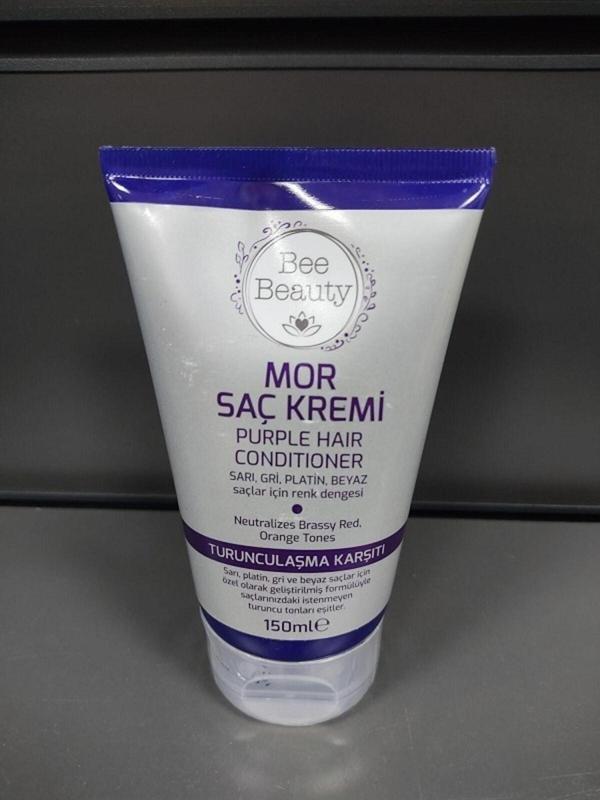 Bee
Beauty
MOR
SAÇ KREMİ
PURPLE HAIR
CONDITIONER
SARI, GRİ, PLATİN, BEYAZ
saçlar için renk dengesi
Neutralizes Brassy Red,
Orange Tones
TURUNCULAŞMA KARŞITI
Sarı, platin, gri ve beyaz saçlar için
özel olarak geliştirilmiş formülüyle
saçlarınızdaki istenmeyen
turuncu tonları eşitler.
150ml℮